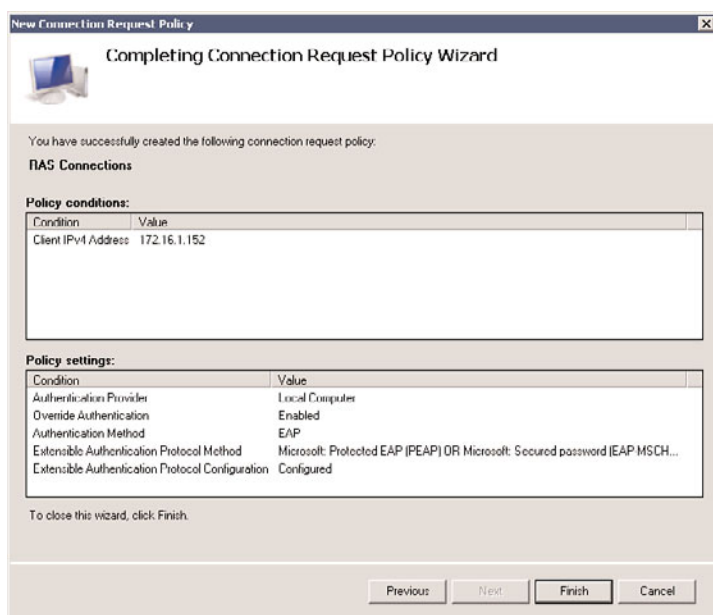 New Connection Request Policy
Completing Connection Request Policy Wizard
You have successfully created the following connection request policy:
RAS Connections
Policy conditions:
Condition Value
Client IPv4 Address 172.16.1.152
Policy settings:
Condition Value
Authentication Provider Local Computer
Override Authentication Enabled
Authentication Method EAP
Extensible Authentication Protocol Method Microsoft: Protected EAP (PEAP) OR Microsoft: Secured password (EAP MSCH...
Extensible Authentication Protocol Configuration Configured
To close this wizard, click Finish.
Previous Next Finish Cancel